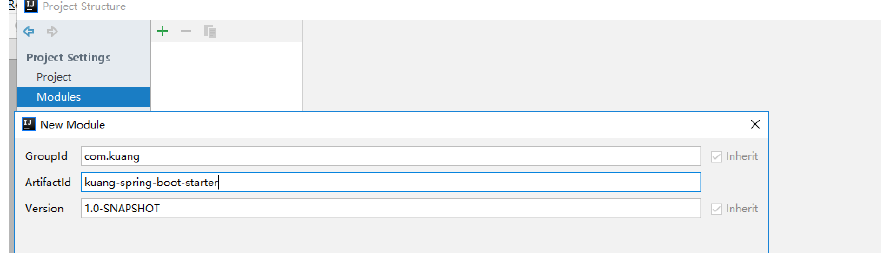 Project Structure
Project Settings
Project
Modules
New Module
GroupId com.kuang Inherit
ArtifactId kuang-spring-boot-starter
Version 1.0-SNAPSHOT Inherit